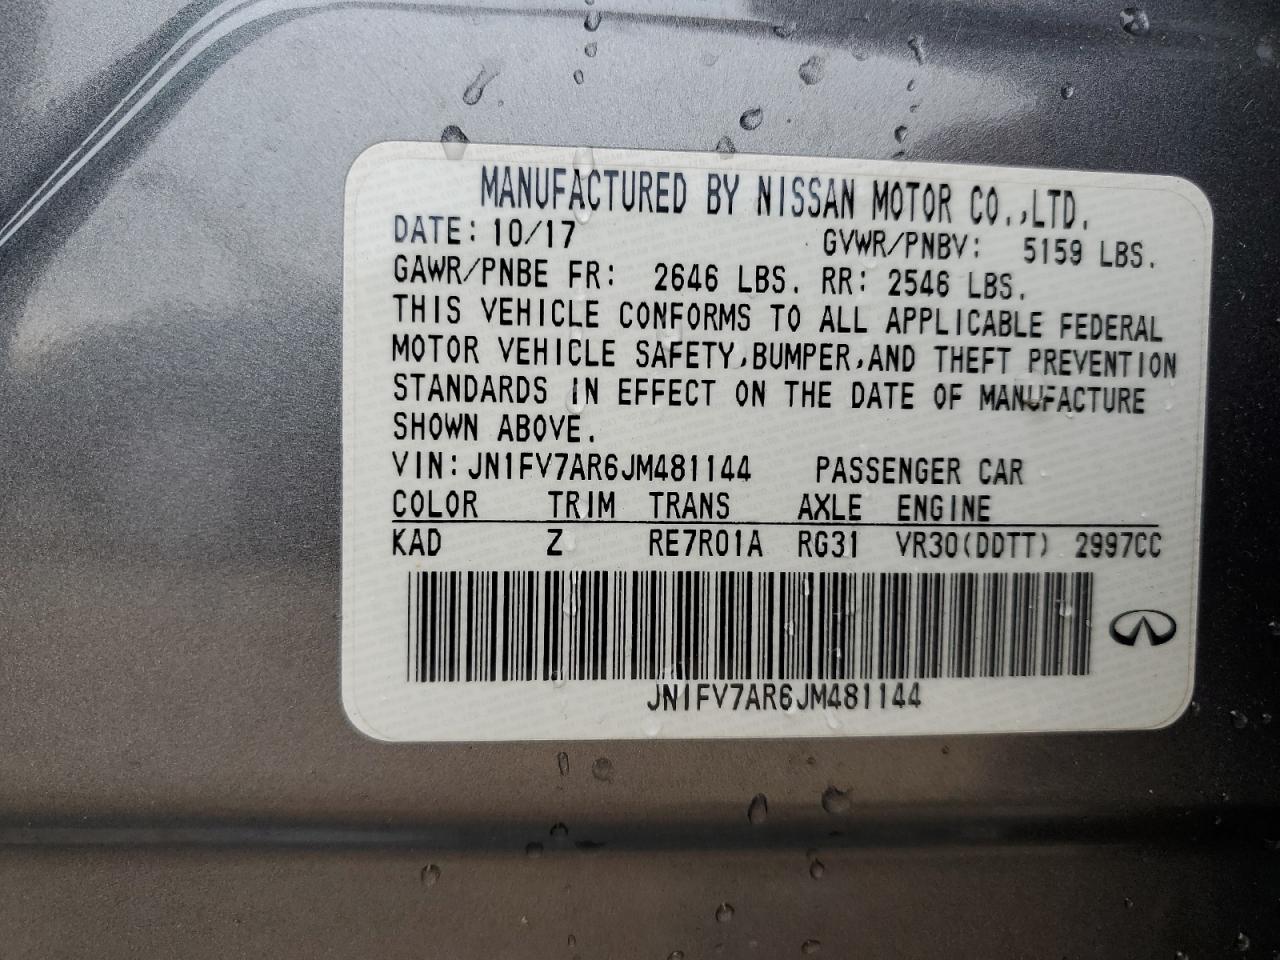 MANUFACTURED BY NISSAN MOTOR CO.,LTD.
DATE: 10/17 GVWR/PNBV: 5159 LBS.
GAWR/PNBE FR: 2646 LBS. RR: 2546 LBS.
THIS VEHICLE CONFORMS TO ALL APPLICABLE FEDERAL
MOTOR VEHICLE SAFETY,BUMPER,AND THEFT PREVENTION
STANDARDS IN EFFECT ON THE DATE OF MANUFACTURE
SHOWN ABOVE.
VIN: JN1FV7AR6JM481144 PASSENGER CAR
COLOR TRIM TRANS AXLE ENGINE
KAD Z RE7R01A RG31 VR30(DDTT) 2997CC
JN1FV7AR6JM481144